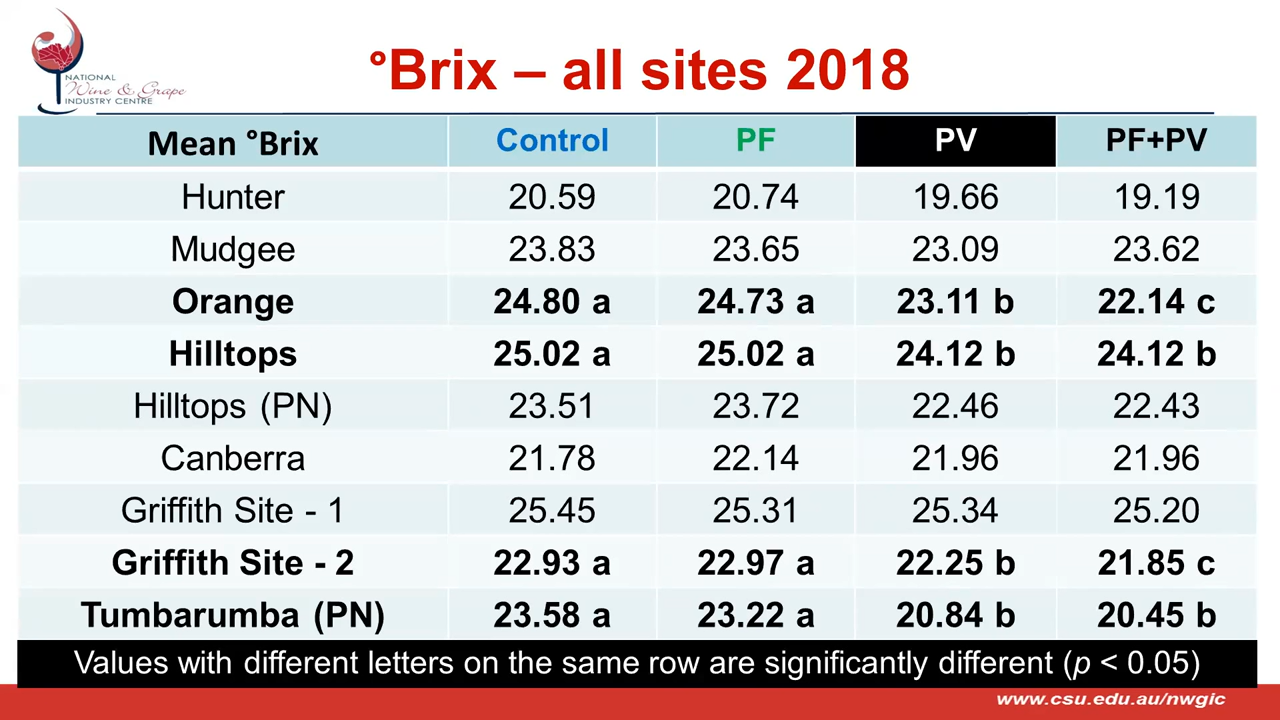 NATIONAL
Wine & Grape
INDUSTRY CENTRE
°Brix – all sites 2018
Mean °Brix Control PF PV PF+PV
Hunter 20.59 20.74 19.66 19.19
Mudgee 23.83 23.65 23.09 23.62
Orange 24.80 a 24.73 a 23.11 b 22.14 c
Hilltops 25.02 a 25.02 a 24.12 b 24.12 b
Hilltops (PN) 23.51 23.72 22.46 22.43
Canberra 21.78 22.14 21.96 21.96
Griffith Site - 1 25.45 25.31 25.34 25.20
Griffith Site - 2 22.93 a 22.97 a 22.25 b 21.85 c
Tumbarumba (PN) 23.58 a 23.22 a 20.84 b 20.45 b
Values with different letters on the same row are significantly different (p < 0.05)
www.csu.edu.au/nwgic